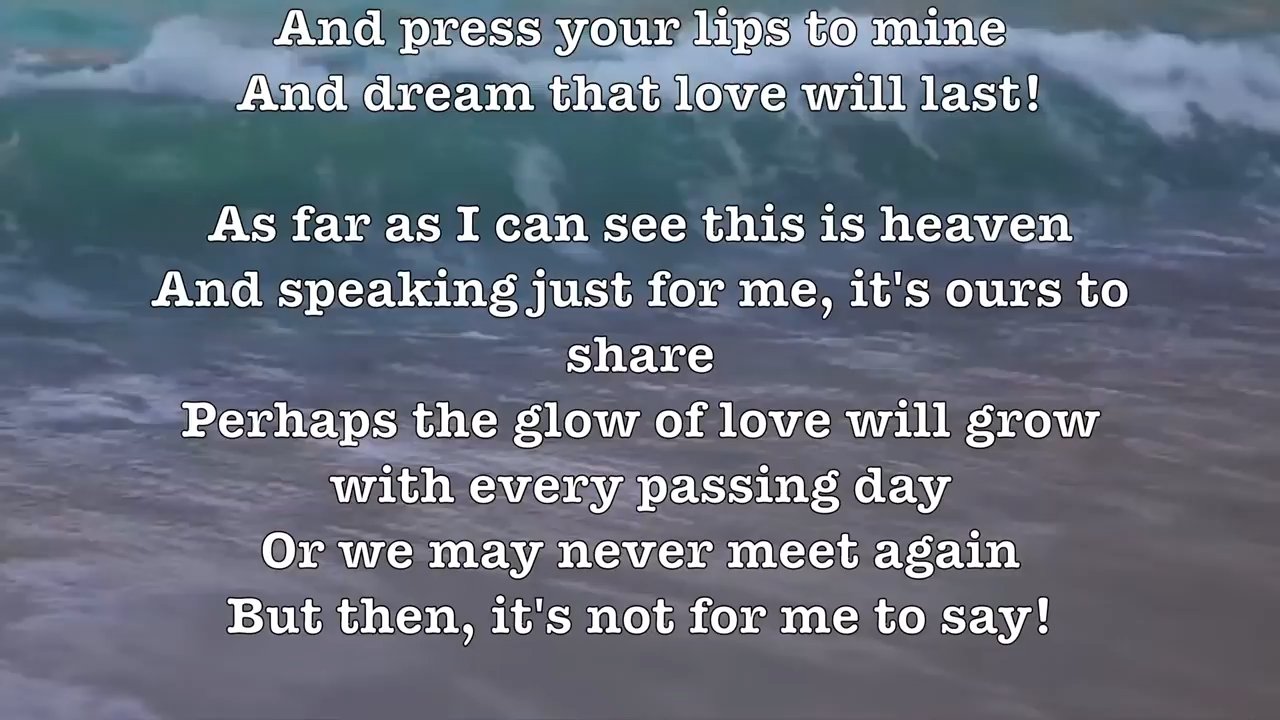 And press your lips to mine
And dream that love will last!
As far as I can see this is heaven
And speaking just for me, it's ours to
share
Perhaps the glow of love will grow
with every passing day
Or we may never meet again
But then, it's not for me to say!